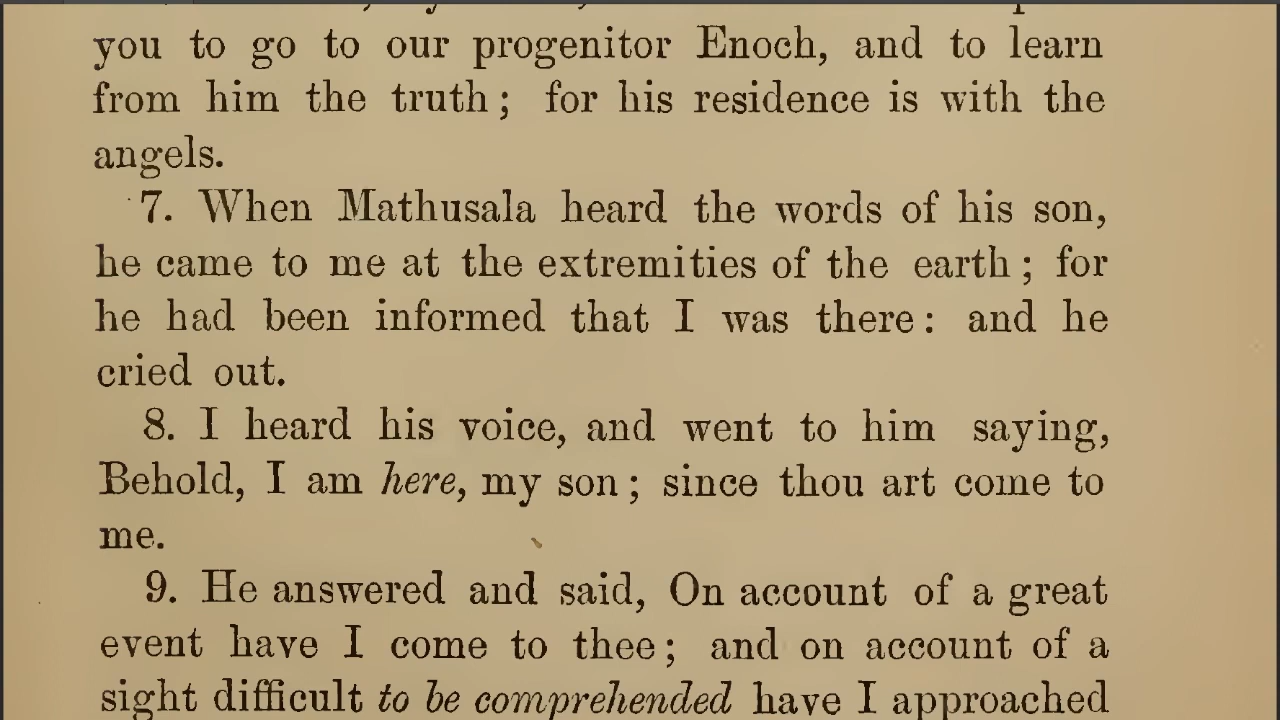 you to go to our progenitor Enoch, and to learn
from him the truth; for his residence is with the
angels.
7. When Mathusala heard the words of his son,
he came to me at the extremities of the earth; for
he had been informed that I was there: and he
cried out.
8. I heard his voice, and went to him saying,
Behold, I am here, my son; since thou art come to
me.
9. He answered and said, On account of a great
event have I come to thee; and on account of a
sight difficult to be comprehended have I approached